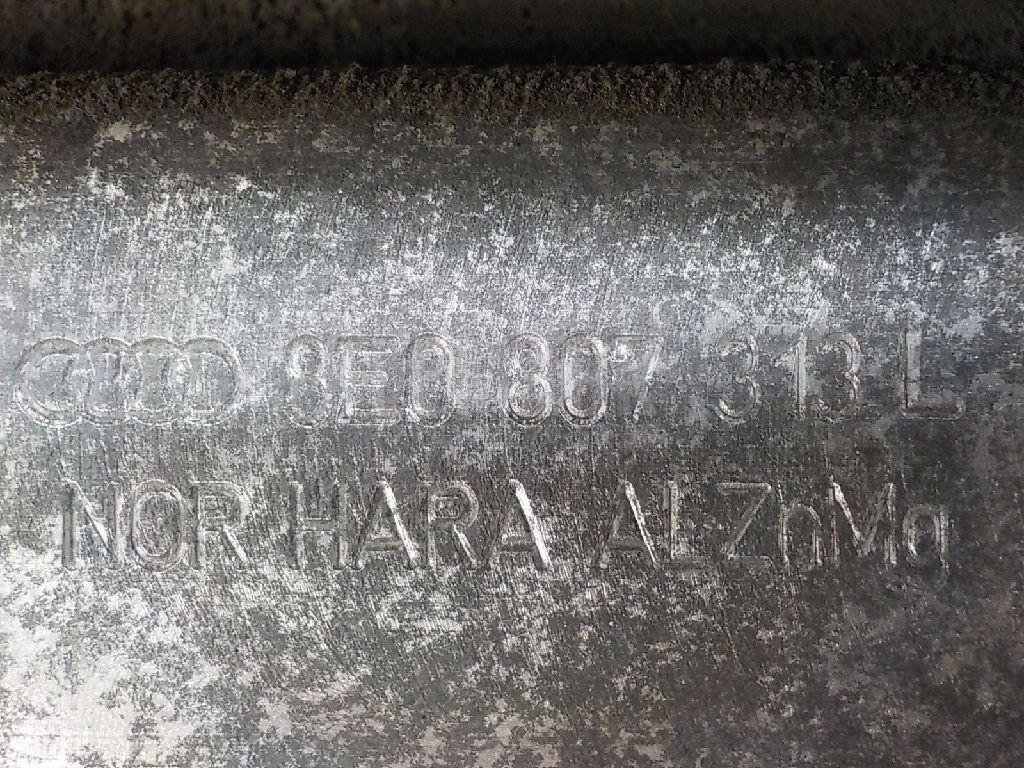 8E0 807 313 L
NOR HARA ALZnMg